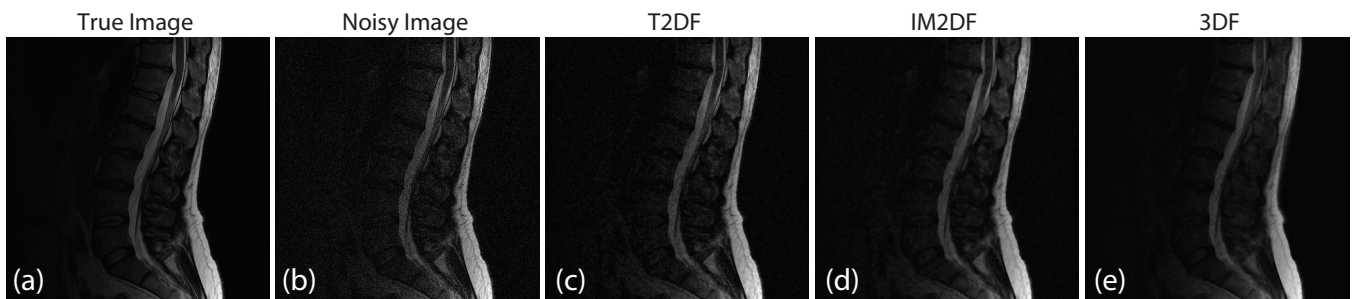 True Image Noisy Image T2DF IM2DF 3DF
(a) (b) (c) (d) (e)